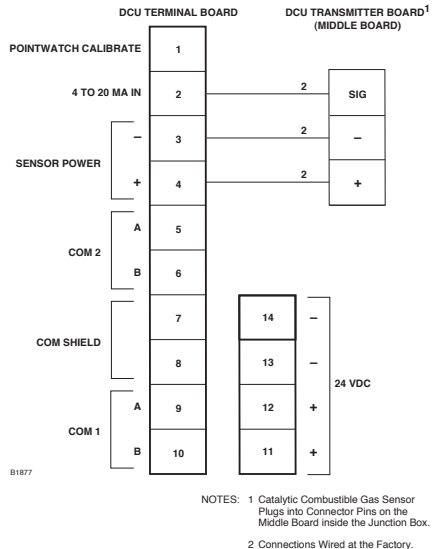 DCU TERMINAL BOARD
DCU TRANSMITTER BOARD1
(MIDDLE BOARD)
POINTWATCH CALIBRATE
1
4 TO 20 MA IN
2
2
SIG
SENSOR POWER
–
3
2
–
+
4
2
+
COM 2
A
5
B
6
COM SHIELD
7
8
COM 1
A
9
B
10
14
–
13
–
24 VDC
12
+
11
+
B1877
NOTES: 1 Catalytic Combustible Gas Sensor
Plugs into Connector Pins on the
Middle Board inside the Junction Box.
2 Connections Wired at the Factory.